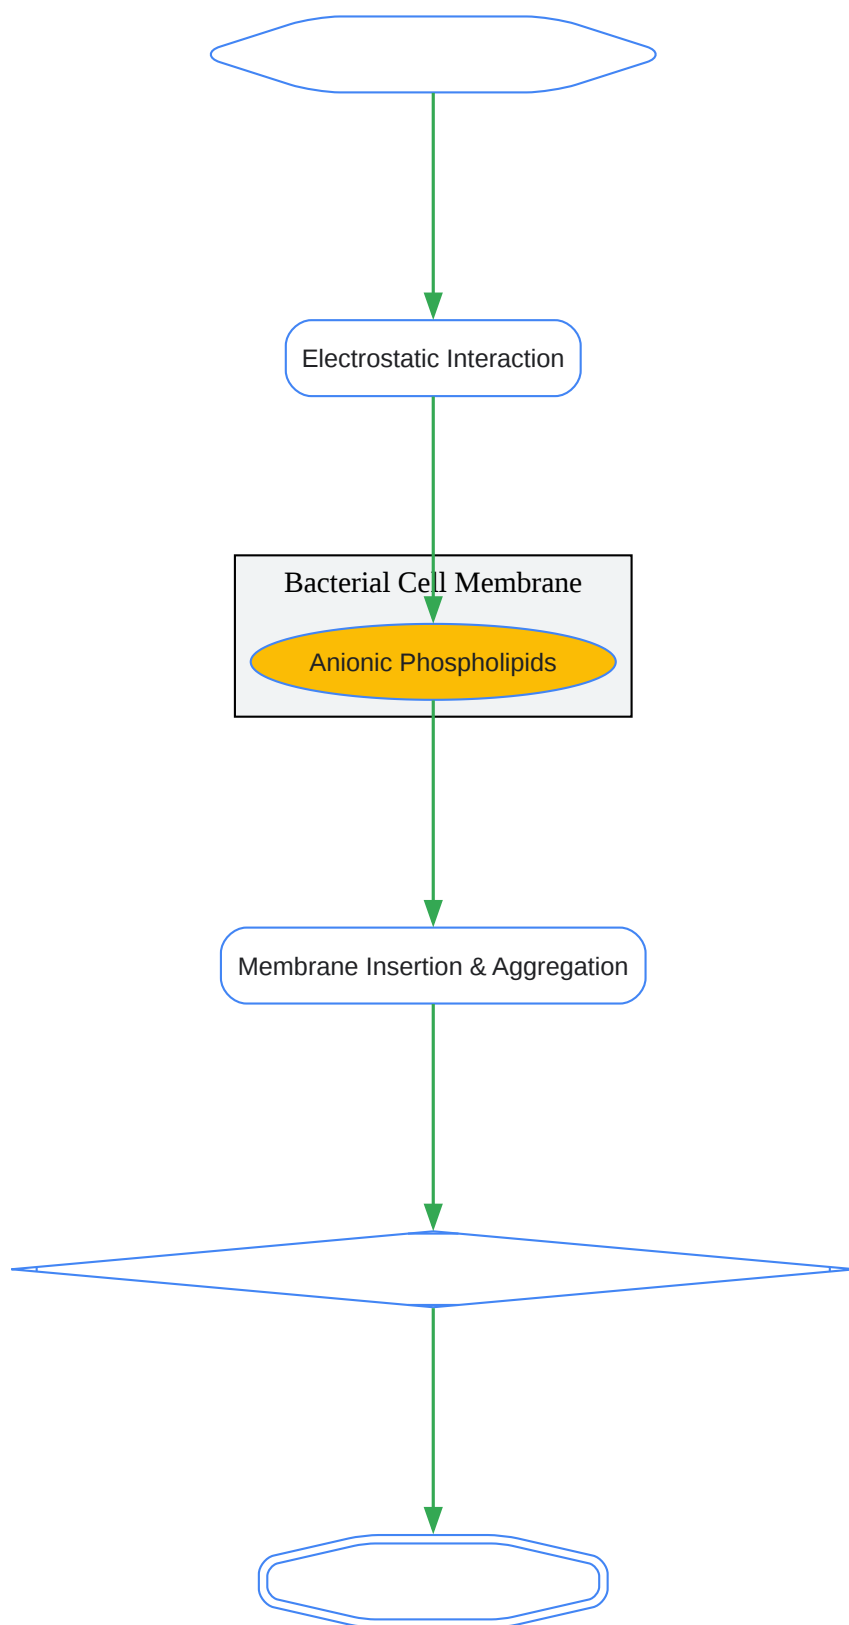 Electrostatic Interaction
Bacterial Cell Membrane
Anionic Phospholipids
Membrane Insertion & Aggregation